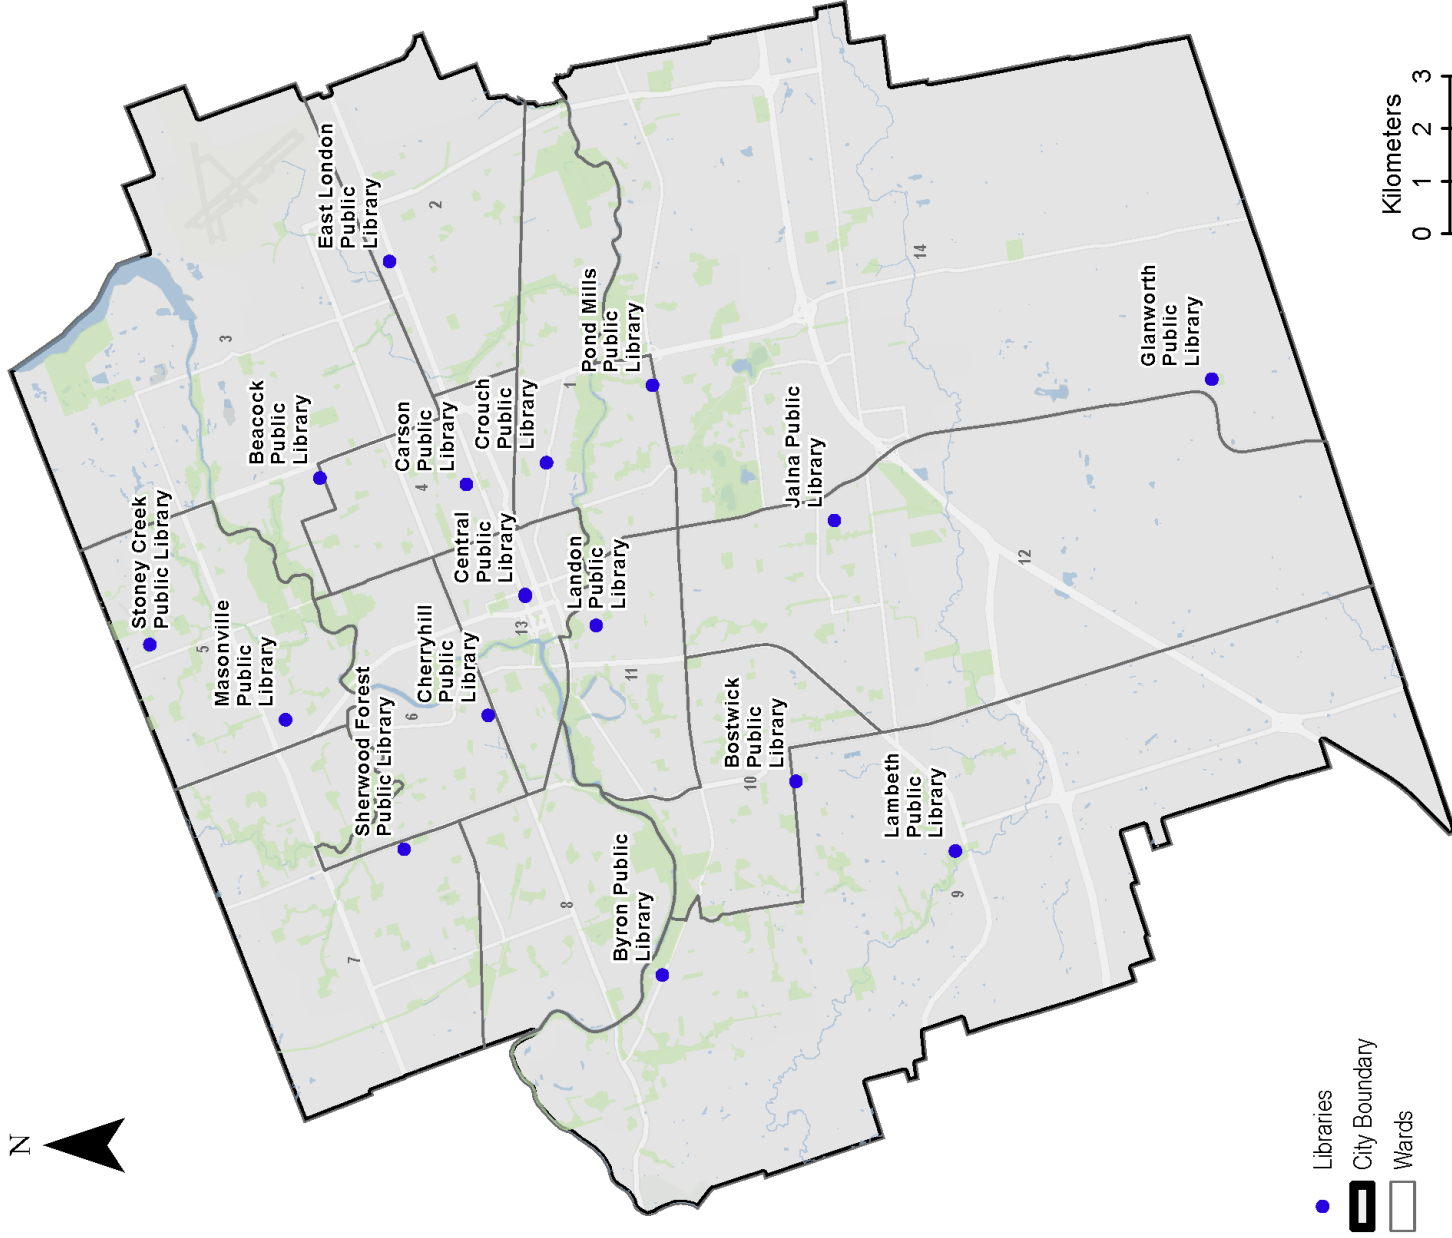 N
East London
Public
Library
2
3
Beacock
Public
Library
Carson
Public
Library
4
Crouch
Public
Library
1
Pond Mills
Public
Library
Stoney Creek
Public Library
5
Masonville
Public
Library
Central
Public
Library
13
Landon
Public
Library
Cherryhill
Public
Library
6
Sherwood Forest
Public Library
11
Jalna Public
Library
14
Glanworth
Public
Library
12
Bostwick
Public
Library
10
Lambeth
Public
Library
9
Byron Public
Library
8
7
Kilometers
0 1 2 3
Libraries
City Boundary
Wards